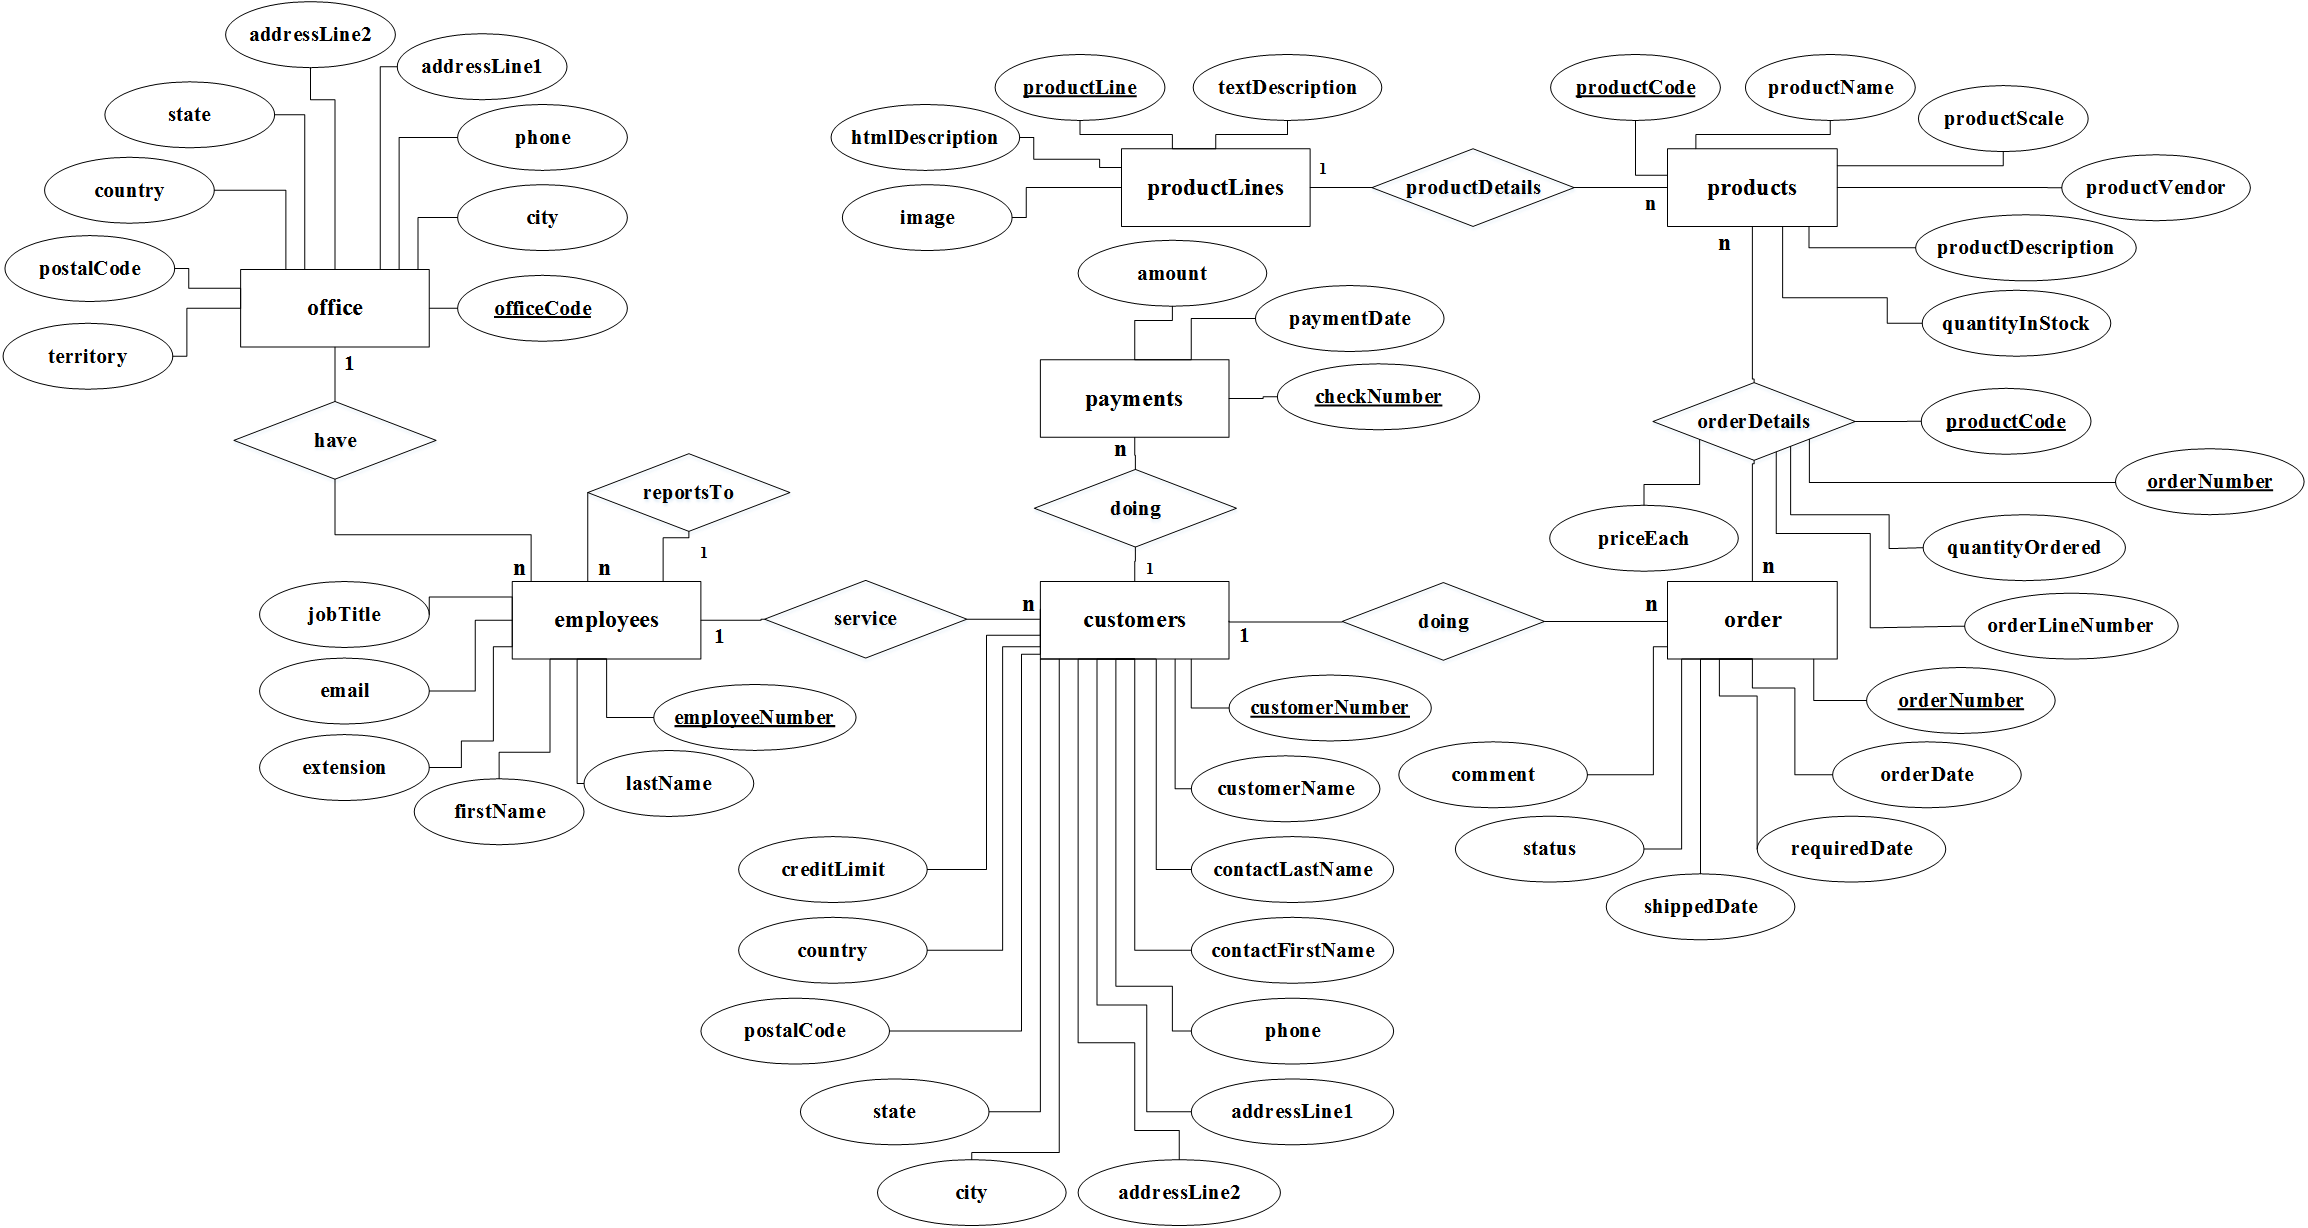 addressLine2
addressLine1
state
phone
country
city
postalCode
office
officeCode
territory
1
have
n
reportsTo
n
1
jobTitle
employees
1
email
employeeNumber
extension
lastName
firstName
service
n
productLine
textDescription
htmlDescription
productLines
image
1
productDetails
n
productCode
productName
productScale
products
productVendor
productDescription
quantityInStock
n
amount
paymentDate
payments
checkNumber
n
doing
1
customers
1
doing
n
orderDetails
productCode
orderNumber
priceEach
quantityOrdered
n
orderLineNumber
order
orderNumber
comment
orderDate
status
requiredDate
shippedDate
customerNumber
customerName
creditLimit
contactLastName
country
contactFirstName
postalCode
phone
state
addressLine1
city
addressLine2